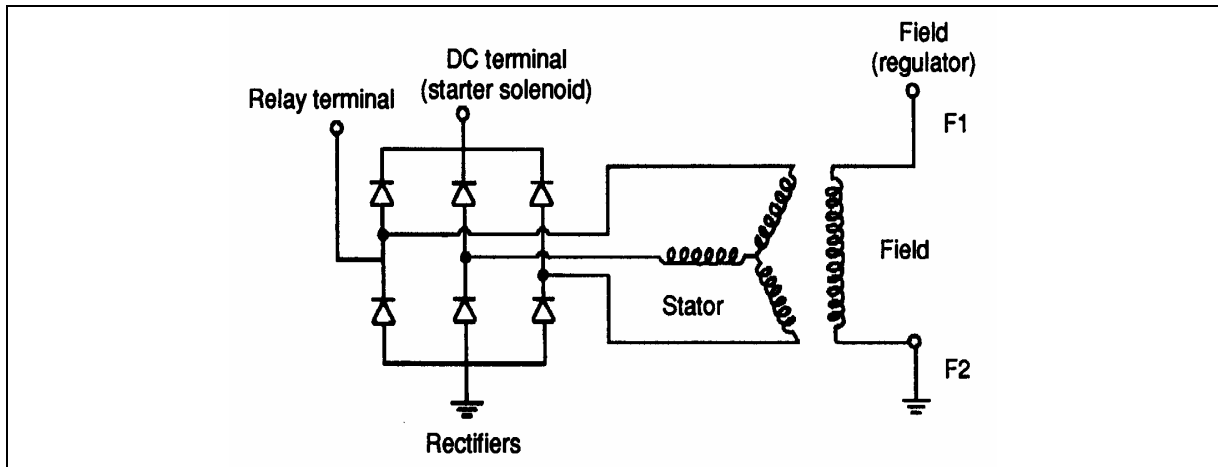 Field
(regulator)
DC terminal
(starter solenoid)
Relay terminal
F1
Field
Stator
F2
Rectifiers